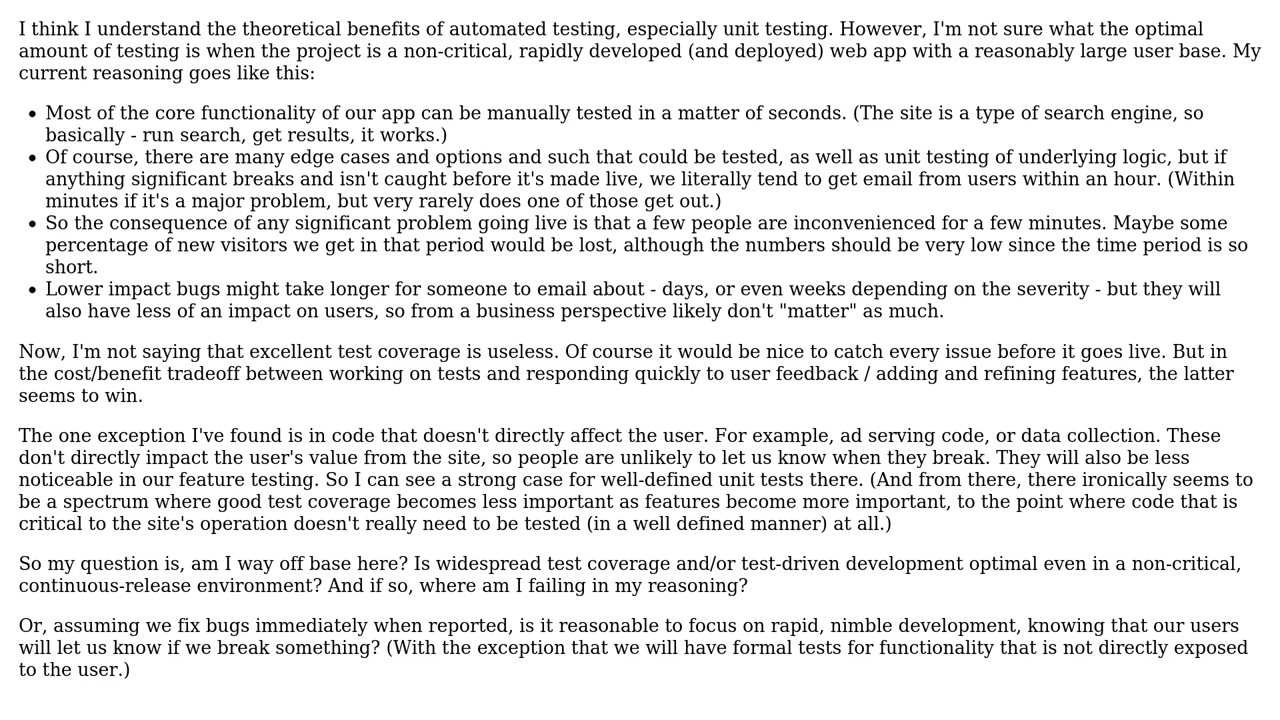 I think I understand the theoretical benefits of automated testing, especially unit testing. However, I'm not sure what the optimal
amount of testing is when the project is a non-critical, rapidly developed (and deployed) web app with a reasonably large user base. My
current reasoning goes like this:
• Most of the core functionality of our app can be manually tested in a matter of seconds. (The site is a type of search engine, so
basically - run search, get results, it works.)
• Of course, there are many edge cases and options and such that could be tested, as well as unit testing of underlying logic, but if
anything significant breaks and isn't caught before it's made live, we literally tend to get email from users within an hour. (Within
minutes if it's a major problem, but very rarely does one of those get out.)
• So the consequence of any significant problem going live is that a few people are inconvenienced for a few minutes. Maybe some
percentage of new visitors we get in that period would be lost, although the numbers should be very low since the time period is so
short.
• Lower impact bugs might take longer for someone to email about - days, or even weeks depending on the severity - but they will
also have less of an impact on users, so from a business perspective likely don't "matter" as much.
Now, I'm not saying that excellent test coverage is useless. Of course it would be nice to catch every issue before it goes live. But in
the cost/benefit tradeoff between working on tests and responding quickly to user feedback / adding and refining features, the latter
seems to win.
The one exception I've found is in code that doesn't directly affect the user. For example, ad serving code, or data collection. These
don't directly impact the user's value from the site, so people are unlikely to let us know when they break. They will also be less
noticeable in our feature testing. So I can see a strong case for well-defined unit tests there. (And from there, there ironically seems to
be a spectrum where good test coverage becomes less important as features become more important, to the point where code that is
critical to the site's operation doesn't really need to be tested (in a well defined manner) at all.)
So my question is, am I way off base here? Is widespread test coverage and/or test-driven development optimal even in a non-critical,
continuous-release environment? And if so, where am I failing in my reasoning?
Or, assuming we fix bugs immediately when reported, is it reasonable to focus on rapid, nimble development, knowing that our users
will let us know if we break something? (With the exception that we will have formal tests for functionality that is not directly exposed
to the user.)